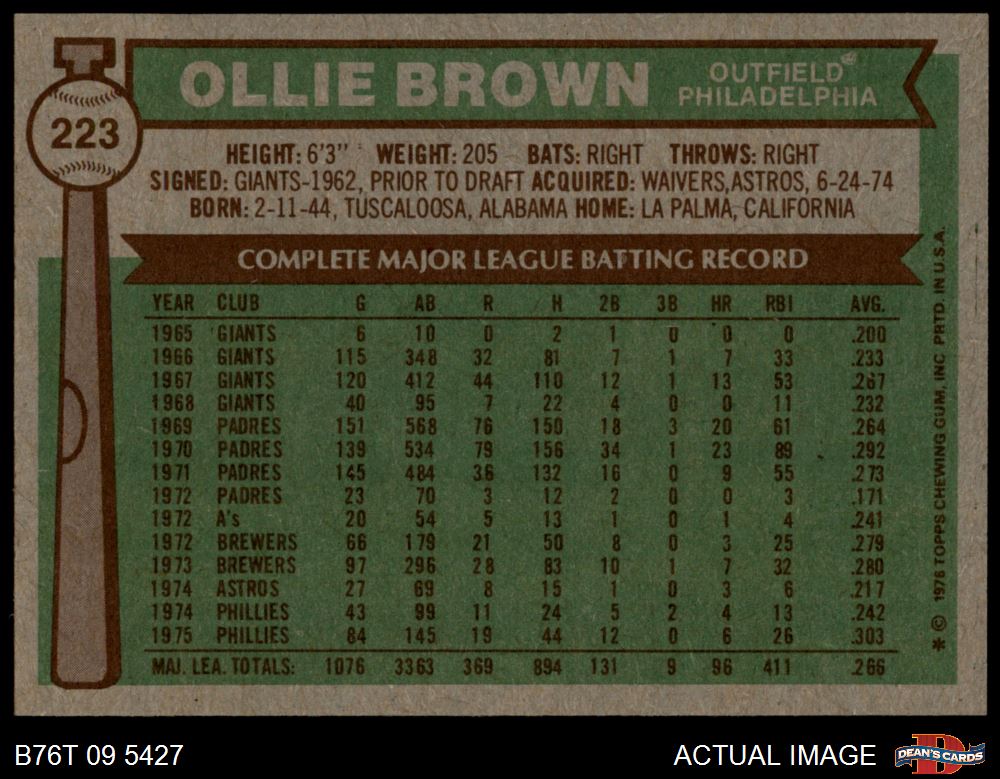 OLLIE BROWN
OUTFIELD
PHILADELPHIA
223
HEIGHT: 6'3" WEIGHT: 205 BATS: RIGHT THROWS: RIGHT
SIGNED: GIANTS-1962, PRIOR TO DRAFT ACQUIRED: WAIVERS,ASTROS, 6-24-74
BORN: 2-11-44, TUSCALOOSA, ALABAMA HOME: LA PALMA, CALIFORNIA
COMPLETE MAJOR LEAGUE BATTING RECORD
YEAR CLUB G AB R H 2B 3B HR RBI AVG.
1965 GIANTS 6 10 0 2 1 0 0 0 .200
1966 GIANTS 115 348 32 81 7 1 7 33 .233
1967 GIANTS 120 412 44 110 12 1 13 53 .267
1968 GIANTS 40 95 7 22 4 0 0 11 .232
1969 PADRES 151 568 76 150 18 3 20 61 .264
1970 PADRES 139 534 79 156 34 1 23 89 .292
1971 PADRES 145 484 36 132 16 0 9 55 .273
1972 PADRES 23 70 3 12 2 0 0 3 .171
1972 A's 20 54 5 13 1 0 1 4 .241
1972 BREWERS 66 179 21 50 8 0 3 25 .279
1973 BREWERS 97 296 28 83 10 1 7 32 .280
1974 ASTROS 27 69 8 15 1 0 3 6 .217
1974 PHILLIES 43 99 11 24 5 2 4 13 .242
1975 PHILLIES 84 145 19 44 12 0 6 26 .303
MAJ. LEA. TOTALS: 1076 3363 369 894 131 9 96 411 .266
* © 1976 TOPPS CHEWING GUM, INC PRTD. IN U.S.A.
B76T 09 5427
ACTUAL IMAGE
DEAN'S CARDS